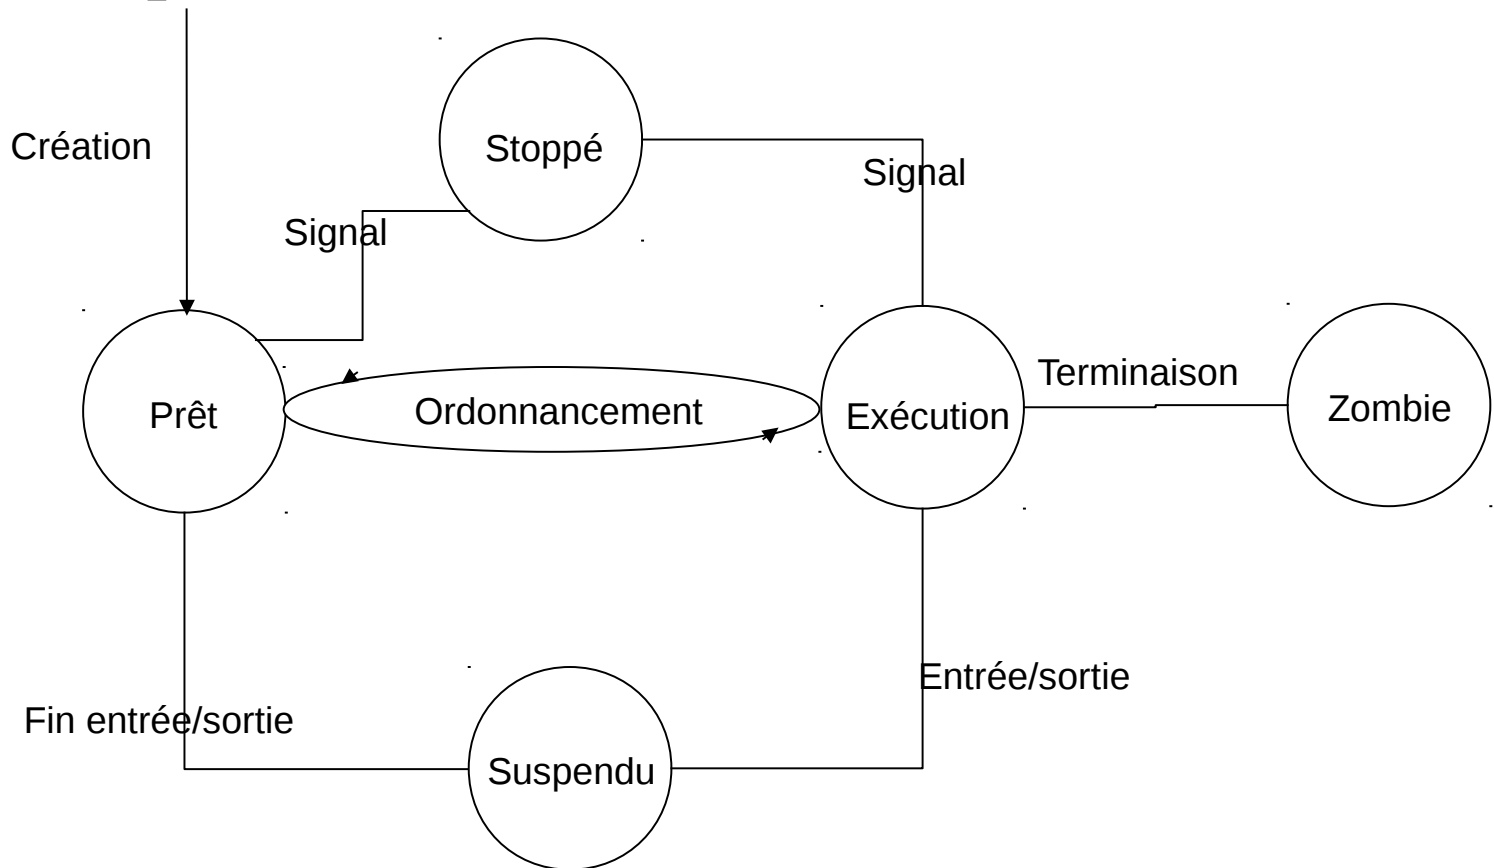 Création
Stoppé
Signal
Signal
Terminaison
Prêt
Ordonnancement
Exécution
Zombie
Entrée/sortie
Fin entrée/sortie
Suspendu